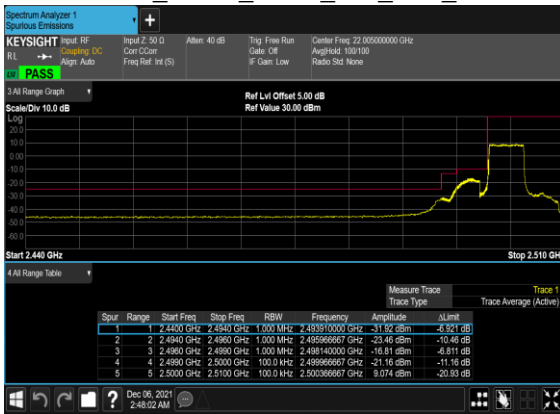 Spectrum Analyzer 1
Spurious Emissions
KEYSIGHT Input: RF Input Z: 50 Ω Atten: 40 dB Trig: Free Run Center Freq: 22.005000000 GHz
RL Coupling: DC Corr CCorr Gate: Off Avg|Hold: 100/100
Align: Auto Freq Ref: Int (S) IF Gain: Low Radio Std: None
PASS
3 All Range Graph
Ref Lvl Offset 5.00 dB
Scale/Div 10.0 dB Ref Value 30.00 dBm
Log
20.0
10.0
0.00
-10.0
-20.0
-30.0
-40.0
-50.0
-60.0
Start 2.440 GHz Stop 2.510 GH
4 All Range Table
Measure Trace Trace 1
Trace Type Trace Average (Active)
Spur Range Start Freq Stop Freq RBW Frequency Amplitude ΔLimit
1 1 2.4400 GHz 2.4940 GHz 1.000 MHz 2.493910000 GHz -31.92 dBm -6.921 dB
2 2 2.4940 GHz 2.4960 GHz 1.000 MHz 2.495966667 GHz -23.46 dBm -10.46 dB
3 3 2.4960 GHz 2.4990 GHz 1.000 MHz 2.498140000 GHz -16.81 dBm -6.811 dB
4 4 2.4990 GHz 2.5000 GHz 100.0 kHz 2.499966667 GHz -21.16 dBm -11.16 dB
5 5 2.5000 GHz 2.5100 GHz 100.0 kHz 2.500366667 GHz 9.074 dBm -20.93 dB
Dec 06, 2021
2:48:02 AM